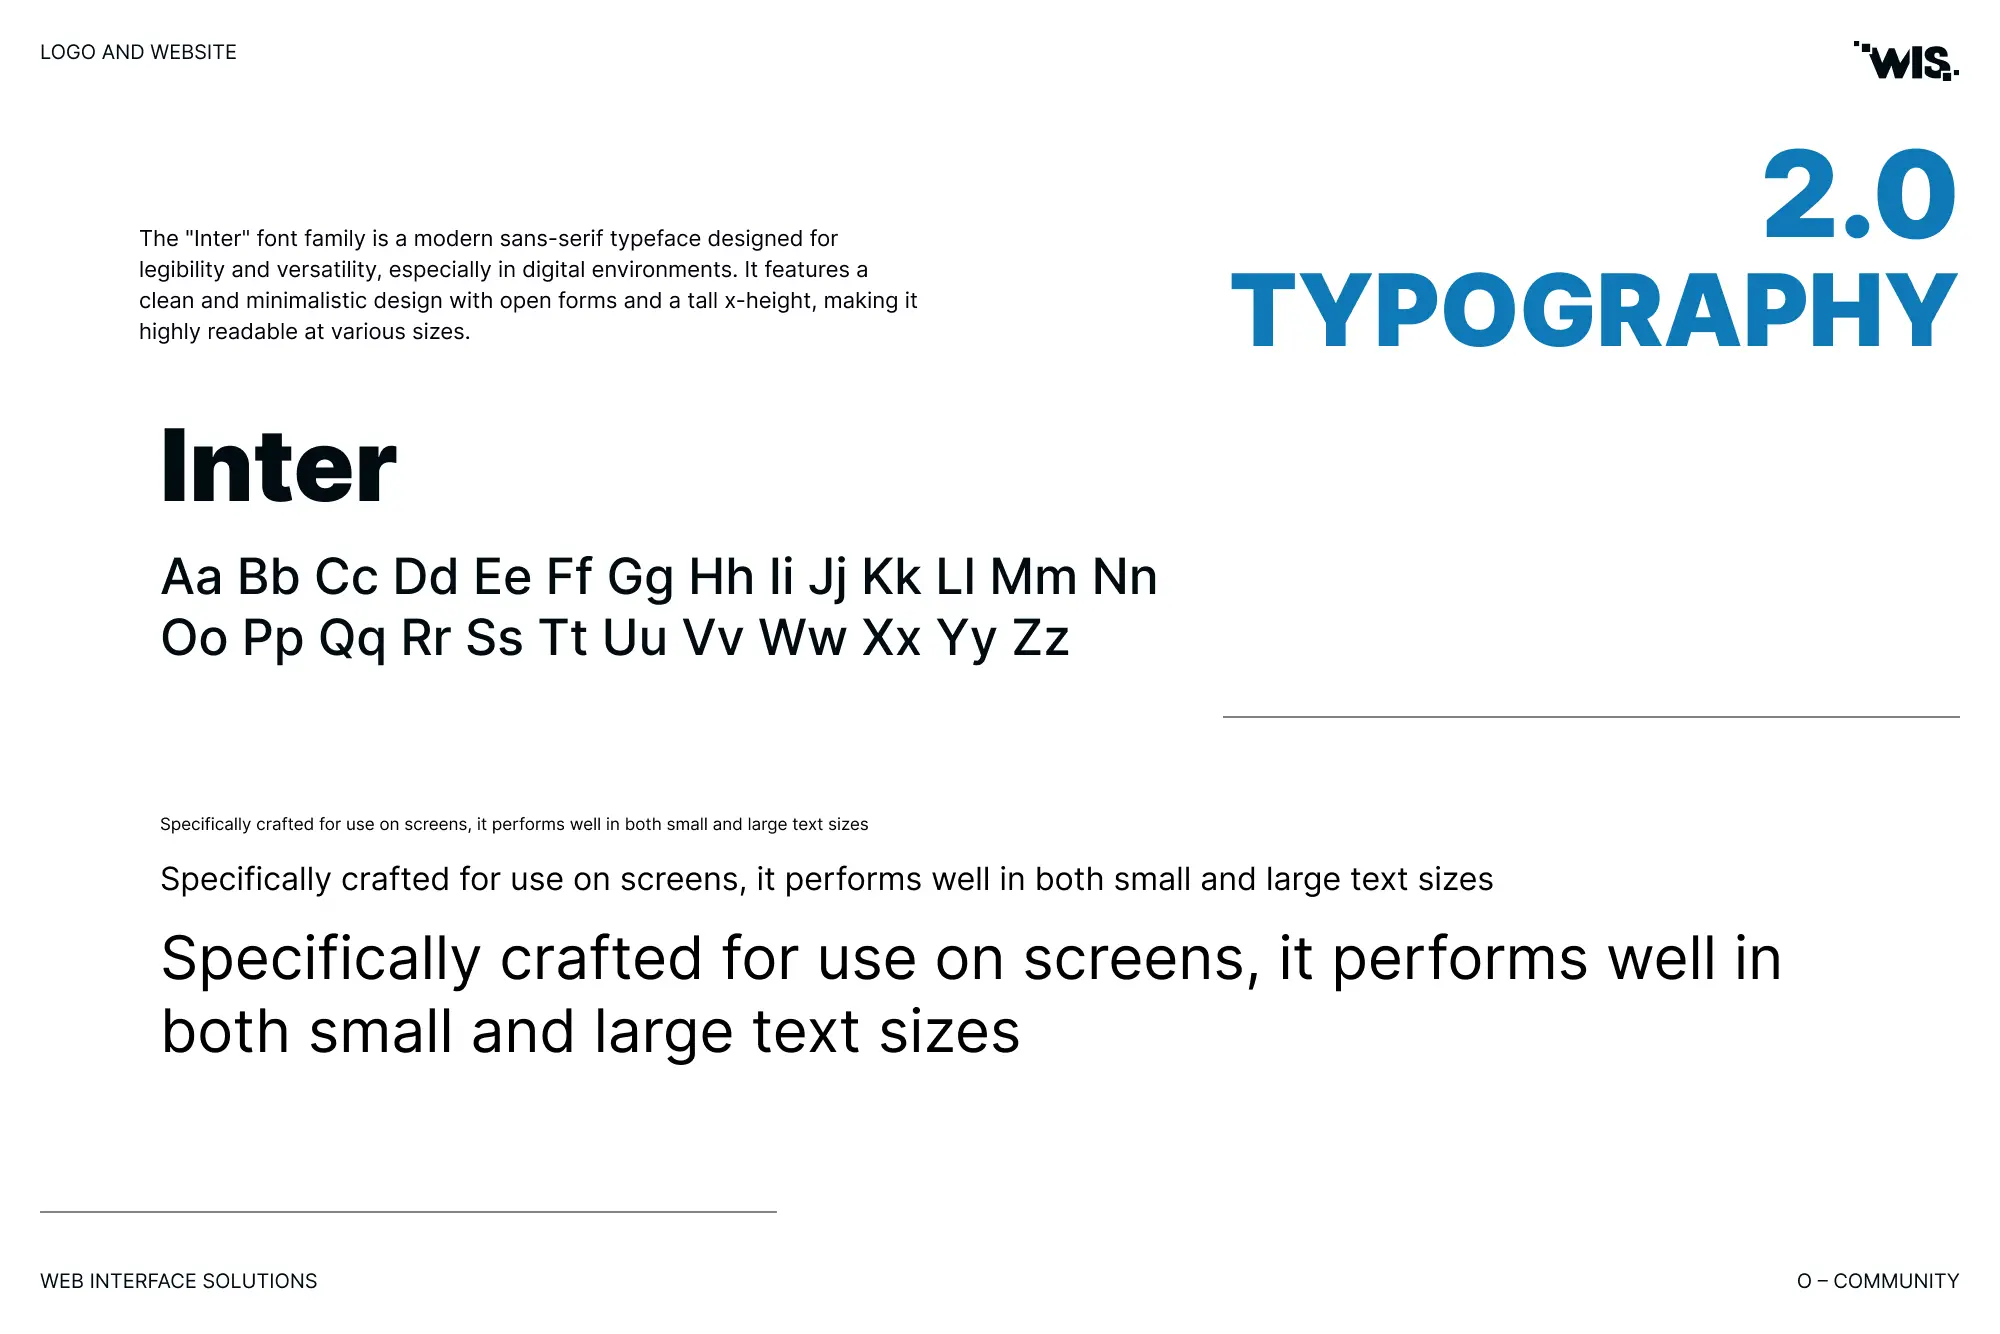 LOGO AND WEBSITE
WIS.
2.0
TYPOGRAPHY
The "Inter" font family is a modern sans-serif typeface designed for
legibility and versatility, especially in digital environments. It features a
clean and minimalistic design with open forms and a tall x-height, making it
highly readable at various sizes.
Inter
Aa Bb Cc Dd Ee Ff Gg Hh Ii Jj Kk Ll Mm Nn
Oo Pp Qq Rr Ss Tt Uu Vv Ww Xx Yy Zz
Specifically crafted for use on screens, it performs well in both small and large text sizes
Specifically crafted for use on screens, it performs well in both small and large text sizes
Specifically crafted for use on screens, it performs well in
both small and large text sizes
WEB INTERFACE SOLUTIONS
O – COMMUNITY